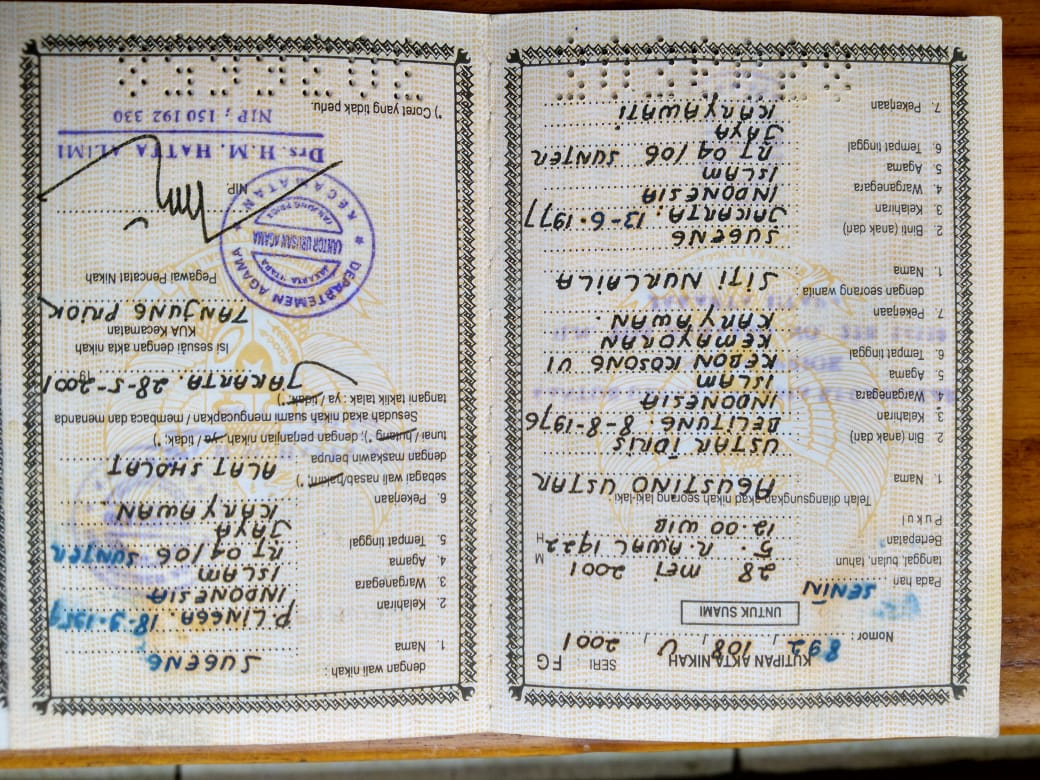 KUTIPAN AKTA NIKAH SERI : FG
Nomor : 892 / 108 / V / 2001
UNTUK SUAMI
Pada hari SENIN
tanggal, bulan, tahun 28 MEI 2001 M
Bertepatan 5. R. AWAL 1422 H
Pukul 12.00 WIB
Telah dilangsungkan akad nikah seorang laki-laki:
1. Nama : AGUSTINO USTAR
2. Bin (anak) dari : USTAR IDRIS
3. Kelahiran : BELITUNG. 8-8-1976
4. Warganegara : INDONESIA
5. Agama : ISLAM
6. Tempat tinggal : KEBON KOSONG VI
KEMAYORAN
7. Pekerjaan : KARYAWAN.
dengan seorang wanita :
1. Nama : SITI NURLAILA
2. Binti (anak dari) : SUGENG
3. Kelahiran : JAKARTA. 13-6-1977
4. Warganegara : INDONESIA
5. Agama : ISLAM
6. Tempat tinggal : RT 04/06 SUNTER
JAYA
7. Pekerjaan : KARYAWATI
dengan wali nikah :
1. Nama : SUGENG
2. Kelahiran : P. LINGGA. 18-3-1959
3. Warganegara : INDONESIA
4. Agama : ISLAM
5. Tempat tinggal : RT 04/06 SUNTER
JAYA
6. Pekerjaan : KARYAWAN
sebagai wali nasab/hakim *)
dengan maskawin berupa ALAT SHOLAT
tunai / hutang *); dengan perjanjian nikah, ya / tidak, *)
Sesudah akad nikah suami mengucapkan / membaca dan menanda
tangan taklik talak : ya / tidak; *)
JAKARTA. 28-5-2001
Isi sesuai dengan akta nikah
KUA Kecamatan
TANJUNG PRIOK
Pegawai Pencatat Nikah
DEPARTEMEN AGAMA
JAKARTA UTARA
KANTOR URUSAN AGAMA
TANJUNG PRIOK
KECAMATAN
NIP.
Drs. H.M. HATTA ALIMI
NIP ; 150 192 330
*) Coret yang tidak perlu.